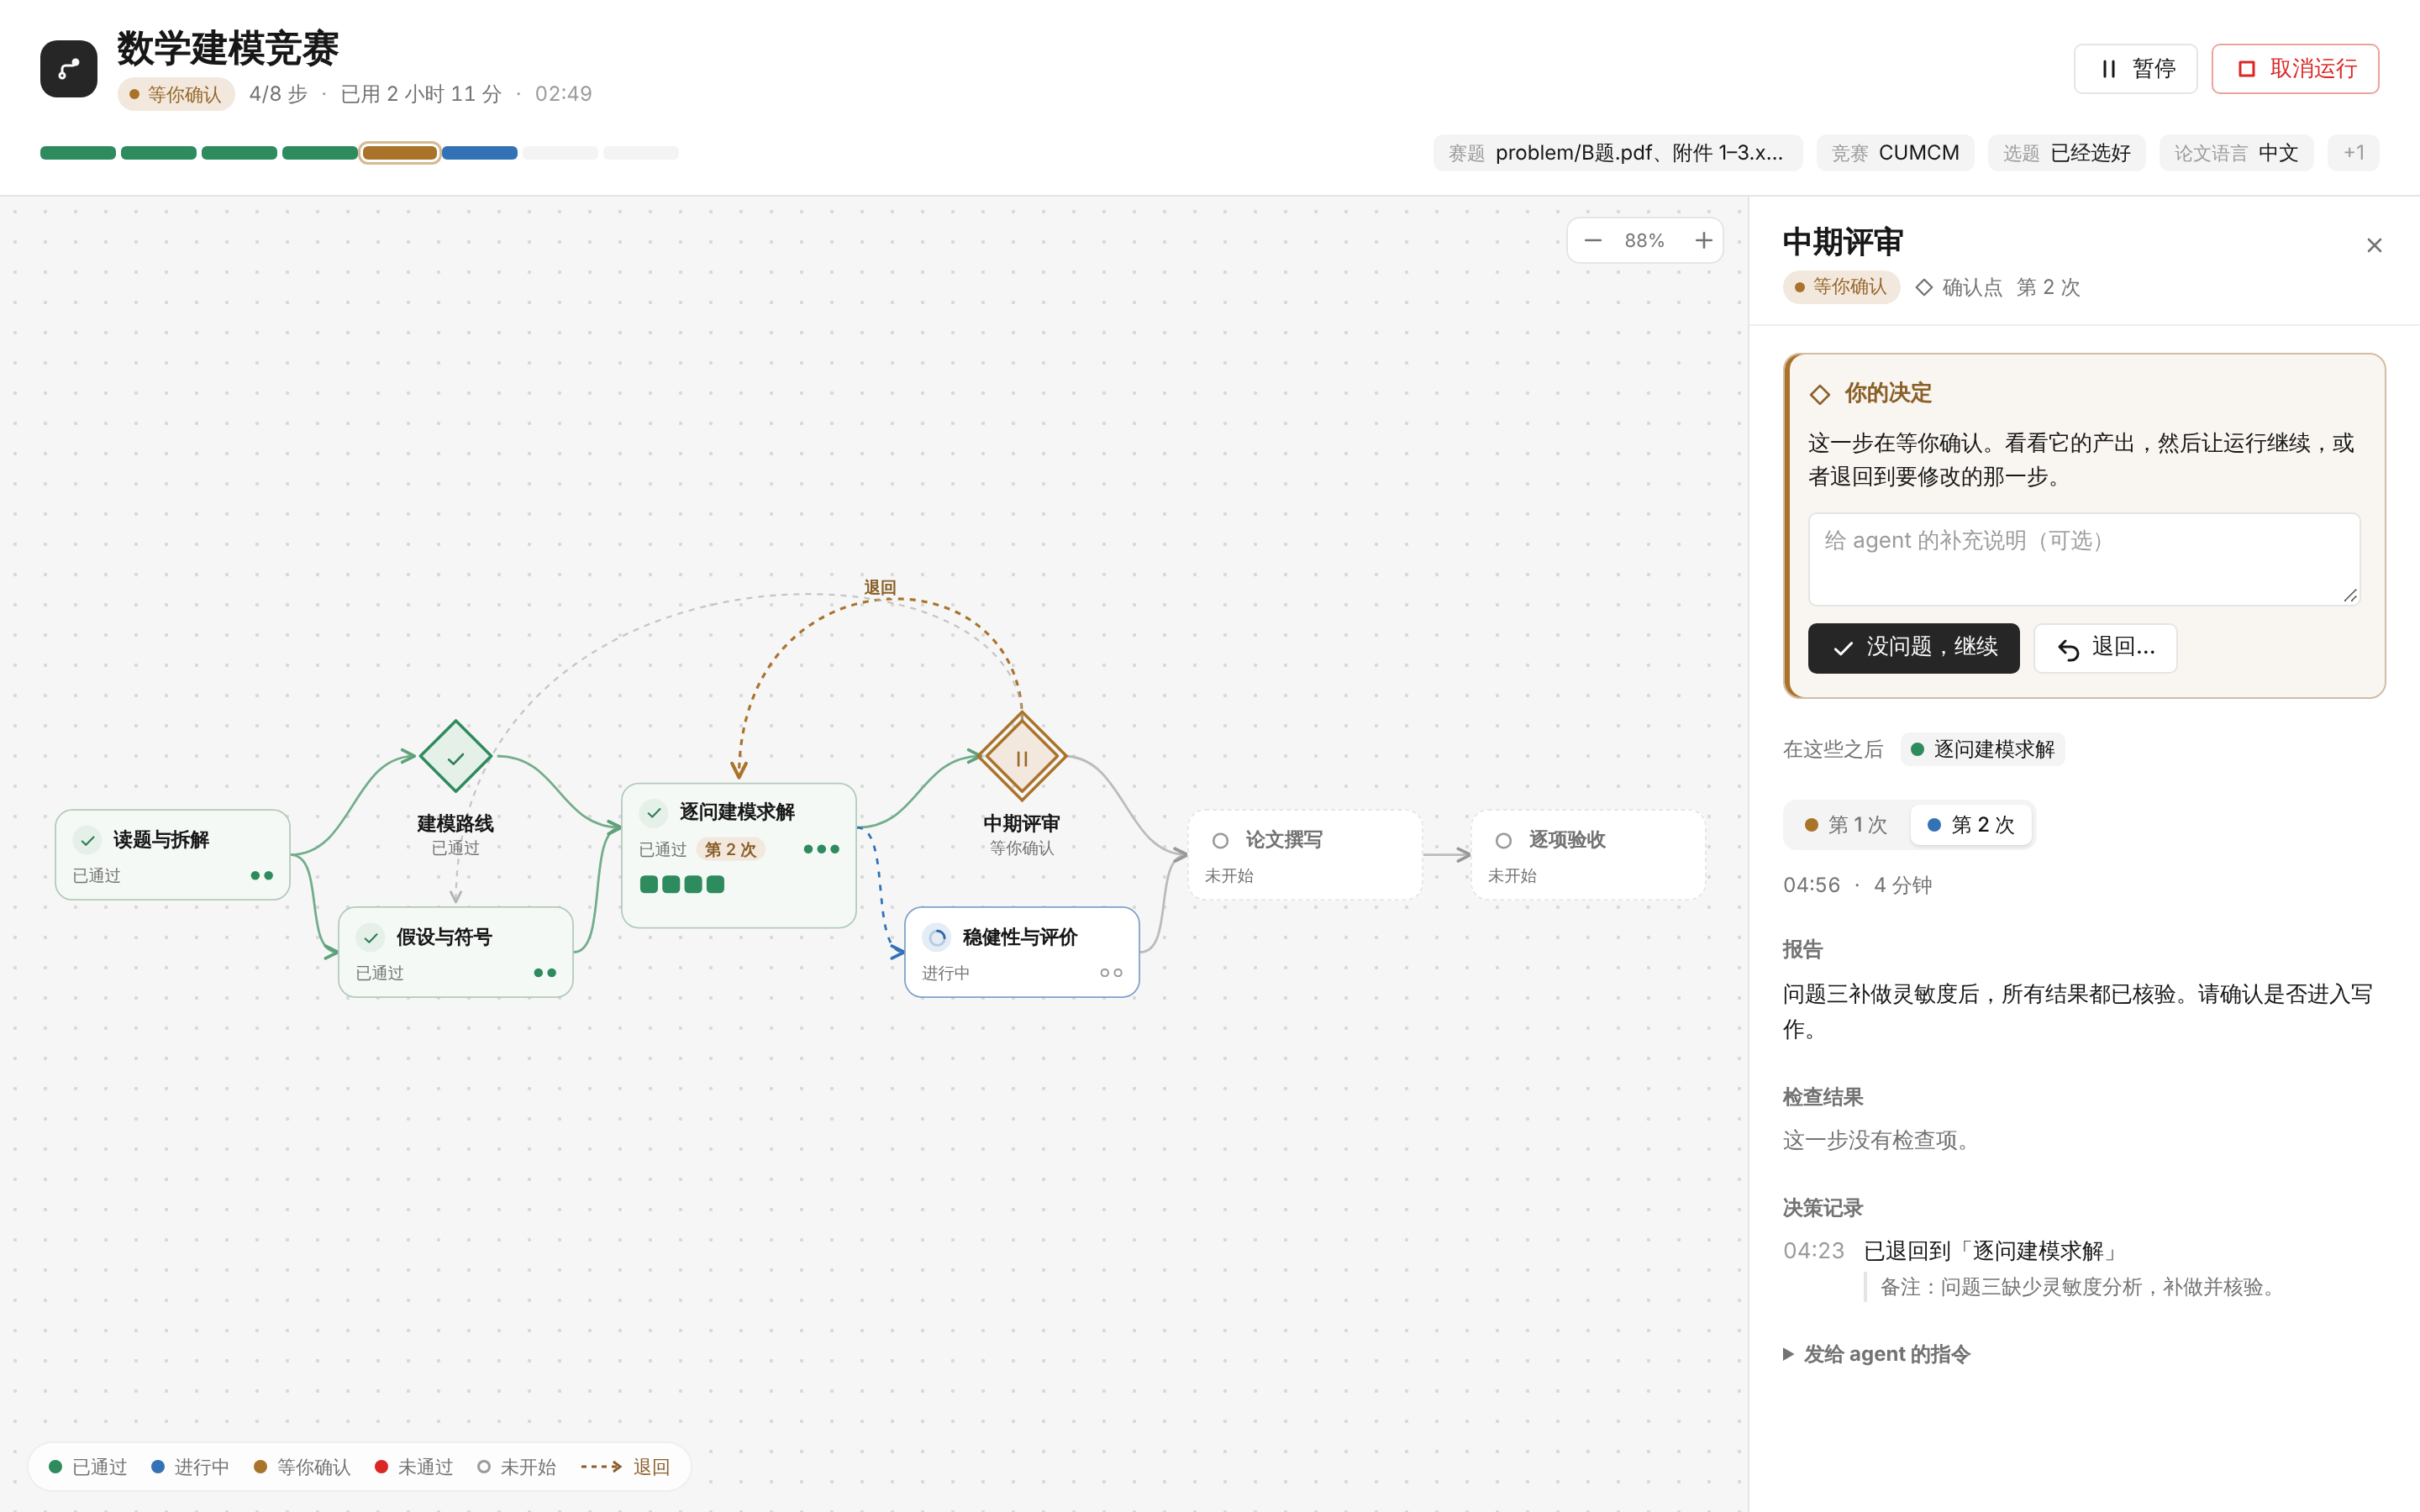 数学建模竞赛
等你确认 4/8 步 · 已用 2 小时 11 分 · 02:49
暂停
取消运行
赛题 problem/B题.pdf、附件 1–3.x...
竞赛 CUMCM
选题 已经选好
论文语言 中文
+1
88%
退回
建模路线
已通过
读题与拆解
已通过
假设与符号
已通过
逐问建模求解
已通过 第 2 次
中期评审
等你确认
稳健性与评价
进行中
论文撰写
未开始
逐项验收
未开始
已通过 进行中 等你确认 未通过 未开始 退回
中期评审
等你确认 确认点 第 2 次
你的决定
这一步在等你确认。看看它的产出，然后让运行继续，或
者退回到要修改的那一步。
给 agent 的补充说明（可选）
没问题，继续
退回...
在这些之后 逐问建模求解
第 1 次 第 2 次
04:56 · 4 分钟
报告
问题三补做灵敏度后，所有结果都已核验。请确认是否进入写
作。
检查结果
这一步没有检查项。
决策记录
04:23 已退回到「逐问建模求解」
备注：问题三缺少灵敏度分析，补做并核验。
发给 agent 的指令